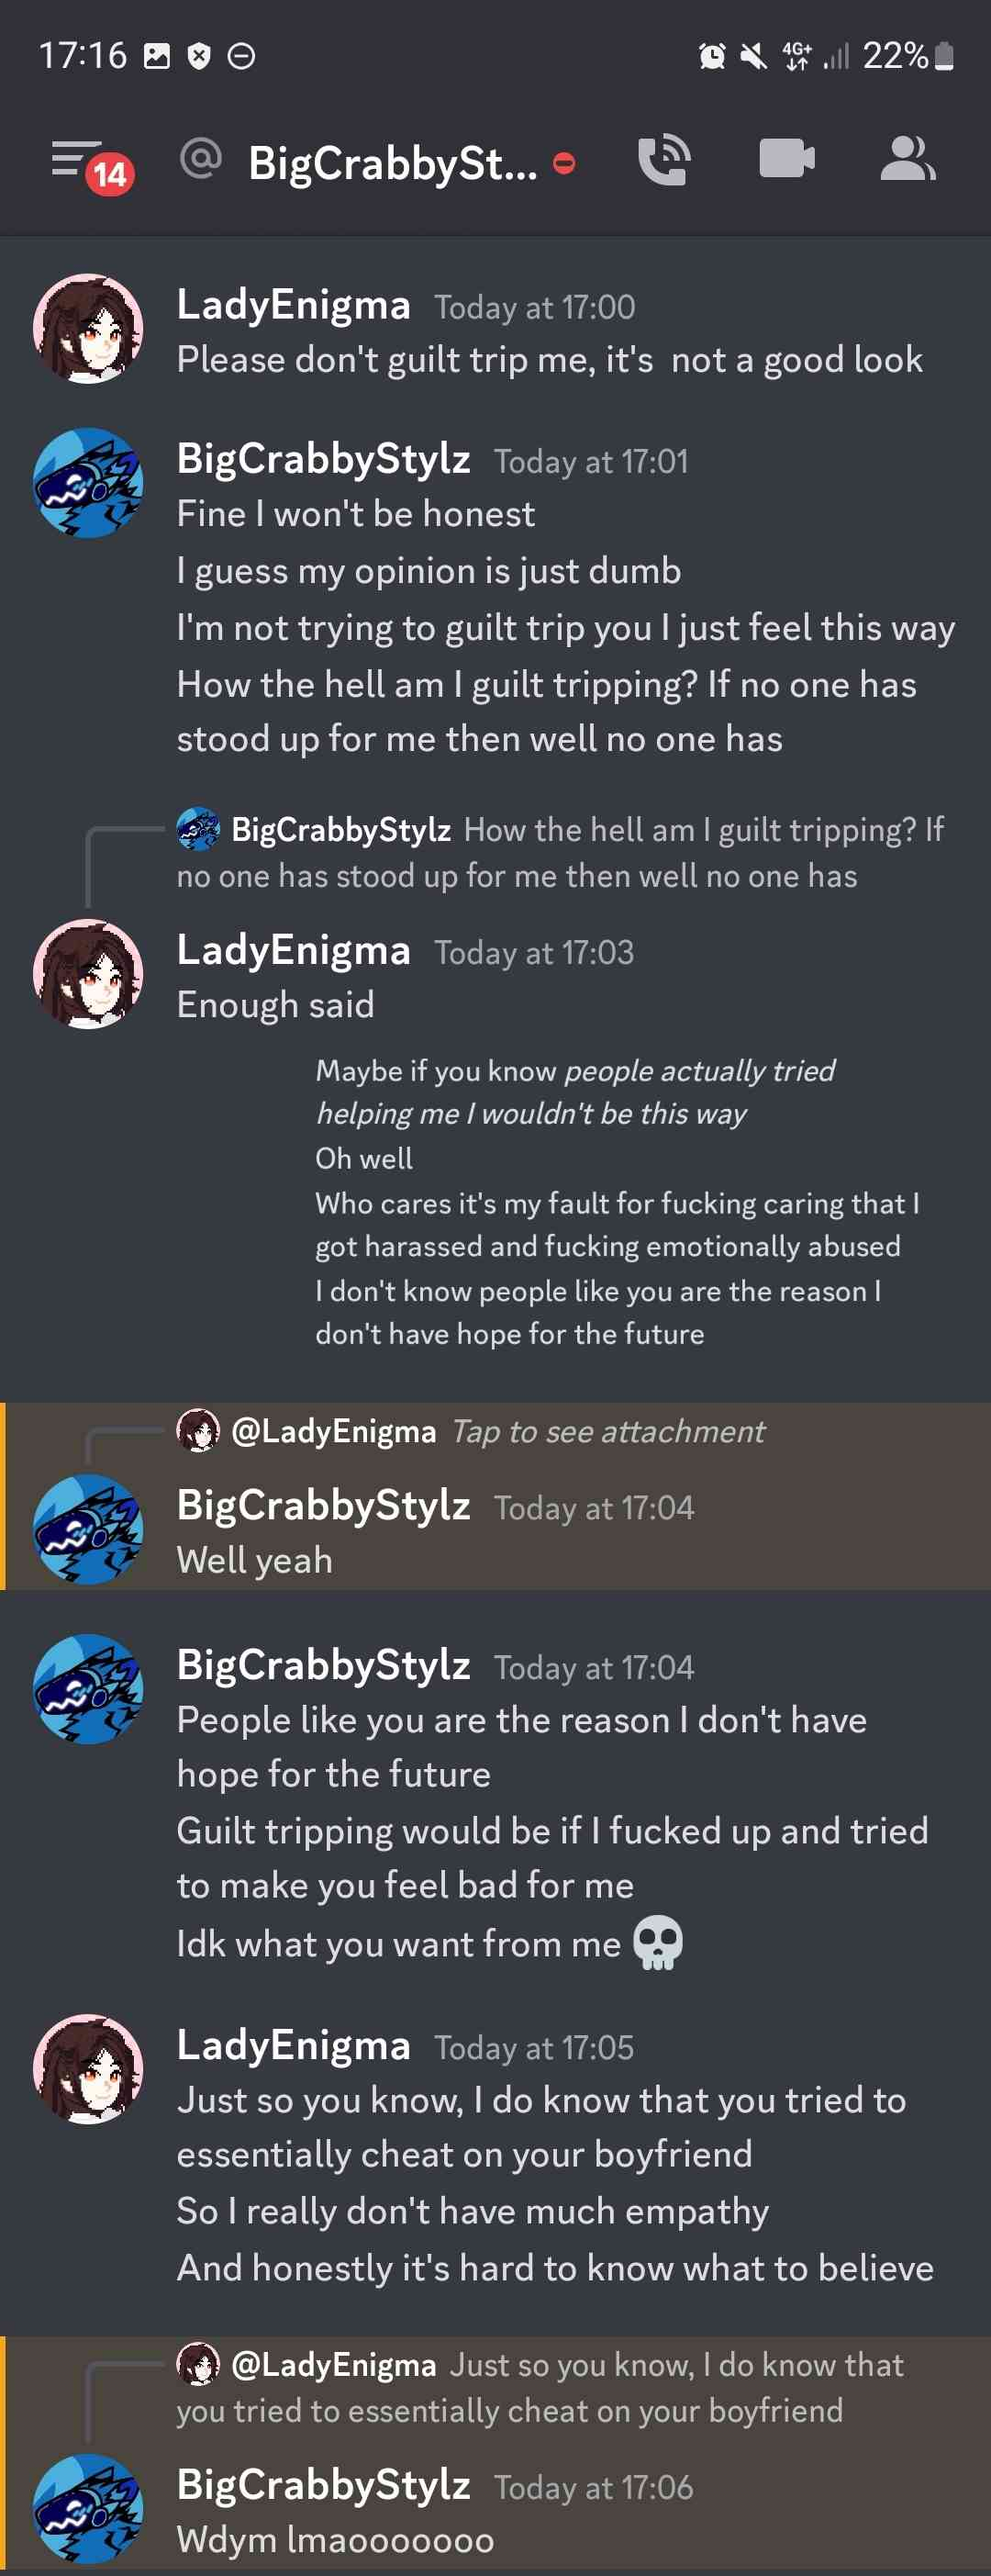 17:16 4G+ 22%
14 @ BigCrabbySt...
LadyEnigma Today at 17:00
Please don't guilt trip me, it's  not a good look
BigCrabbyStylz Today at 17:01
Fine I won't be honest
I guess my opinion is just dumb
I'm not trying to guilt trip you I just feel this way
How the hell am I guilt tripping? If no one has
stood up for me then well no one has
BigCrabbyStylz How the hell am I guilt tripping? If
no one has stood up for me then well no one has
LadyEnigma Today at 17:03
Enough said
Maybe if you know people actually tried
helping me I wouldn't be this way
Oh well
Who cares it's my fault for fucking caring that I
got harassed and fucking emotionally abused
I don't know people like you are the reason I
don't have hope for the future
@LadyEnigma Tap to see attachment
BigCrabbyStylz Today at 17:04
Well yeah
BigCrabbyStylz Today at 17:04
People like you are the reason I don't have
hope for the future
Guilt tripping would be if I fucked up and tried
to make you feel bad for me
Idk what you want from me 💀
LadyEnigma Today at 17:05
Just so you know, I do know that you tried to
essentially cheat on your boyfriend
So I really don't have much empathy
And honestly it's hard to know what to believe
@LadyEnigma Just so you know, I do know that
you tried to essentially cheat on your boyfriend
BigCrabbyStylz Today at 17:06
Wdym lmaooooooo